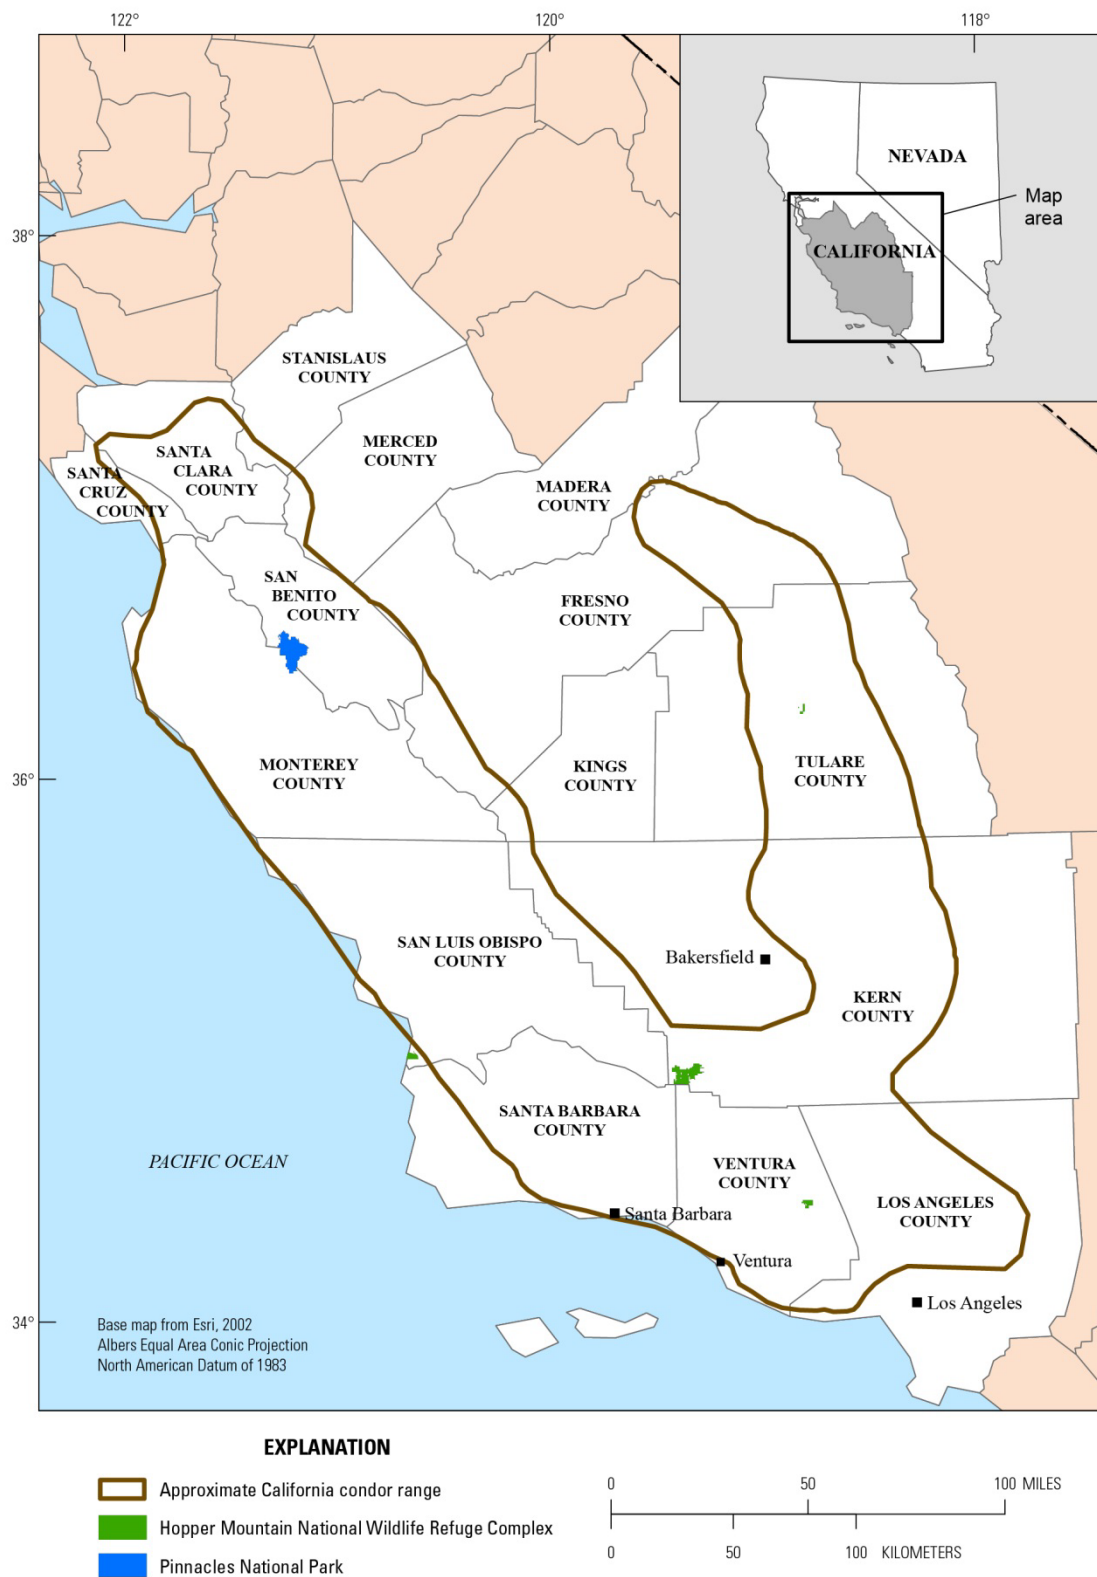 122°
120°
118°
38°
36°
34°
NEVADA
CALIFORNIA
Map
area
STANISLAUS
COUNTY
MERCED
COUNTY
SANTA
CLARA
COUNTY
SANTA
CRUZ
COUNTY
MADERA
COUNTY
SAN
BENITO
COUNTY
FRESNO
COUNTY
MONTEREY
COUNTY
KINGS
COUNTY
TULARE
COUNTY
SAN LUIS OBISPO
COUNTY
Bakersfield
KERN
COUNTY
SANTA BARBARA
COUNTY
PACIFIC OCEAN
VENTURA
COUNTY
LOS ANGELES
COUNTY
Santa Barbara
Ventura
Los Angeles
Base map from Esri, 2002
Albers Equal Area Conic Projection
North American Datum of 1983
EXPLANATION
Approximate California condor range
Hopper Mountain National Wildlife Refuge Complex
Pinnacles National Park
0 50 100 MILES
0 50 100 KILOMETERS